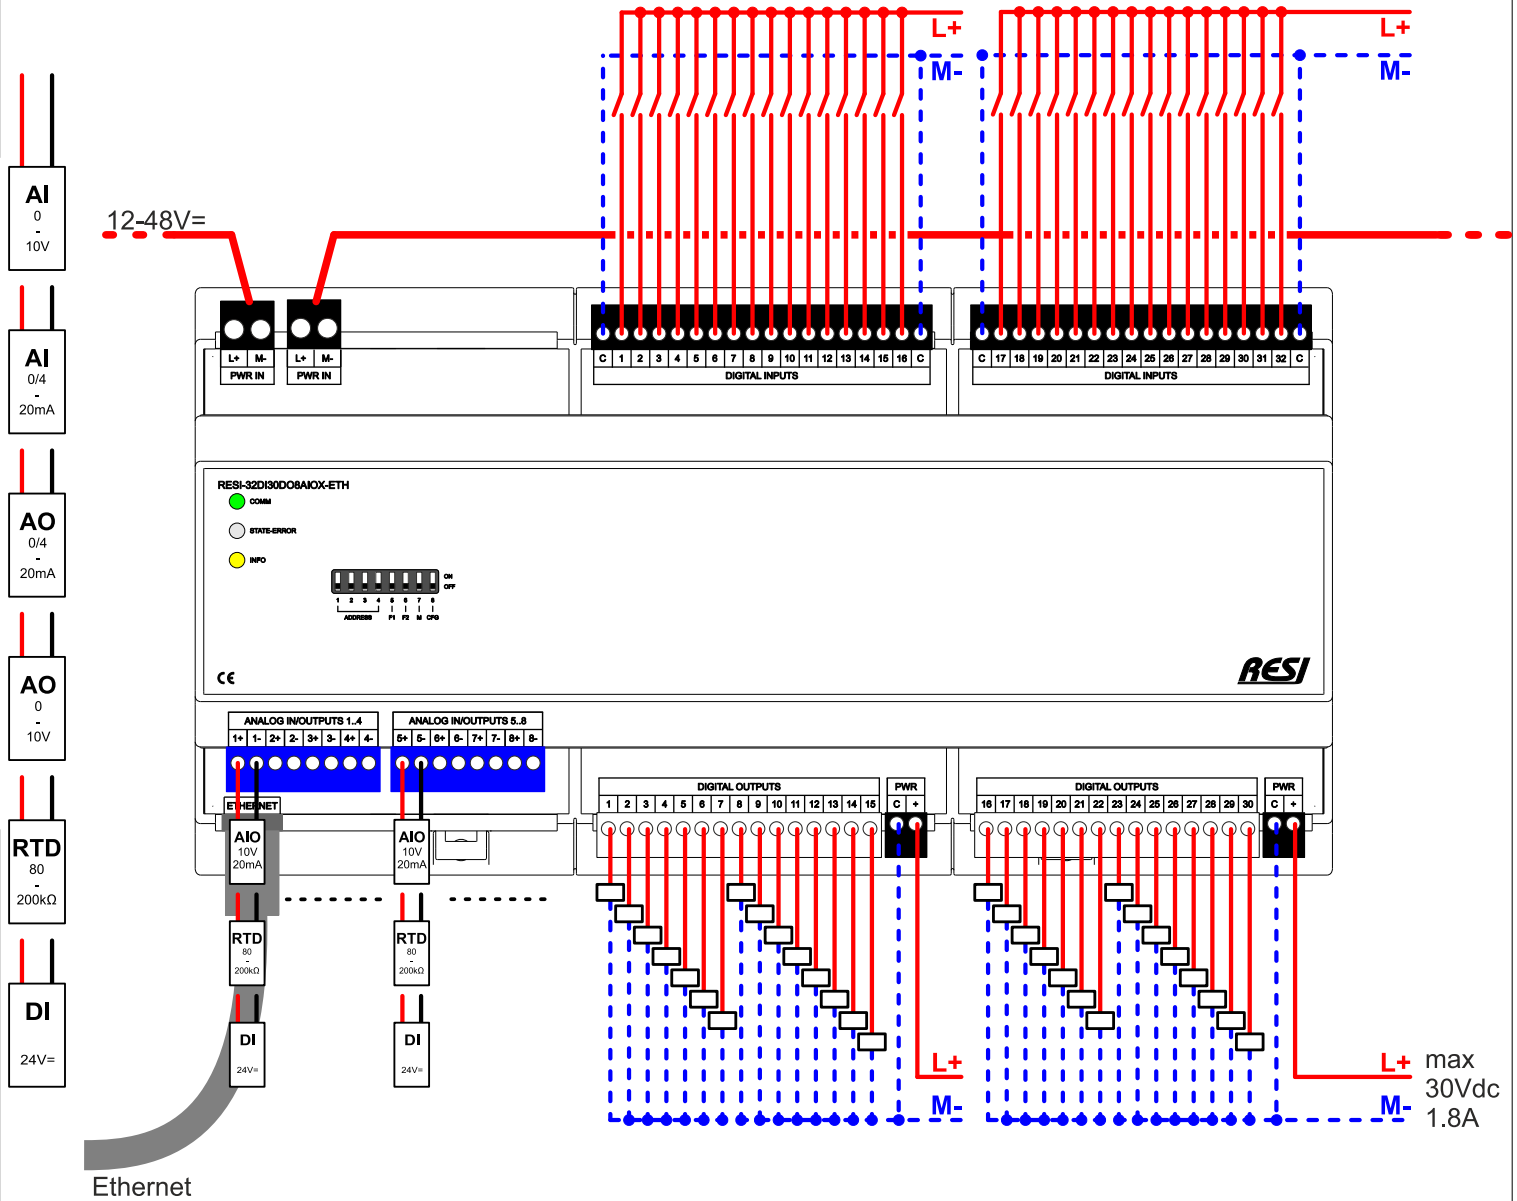 L+
M-
L+
M-
AI
0
-
10V
12-48V=
AI
0/4
-
20mA
L+ M-
PWR IN
L+ M-
PWR IN
C 1 2 3 4 5 6 7 8 9 10 11 12 13 14 15 16 C
DIGITAL INPUTS
C 17 18 19 20 21 22 23 24 25 26 27 28 29 30 31 32 C
DIGITAL INPUTS
AO
0/4
-
20mA
RESI-32DI30DO8AIOX-ETH
COMM
STATE-ERROR
INFO
ON
OFF
1 2 3 4 5 6 7 8
ADDRESS F1 F2 M CFG
CE
RESI
AO
0
-
10V
ANALOG IN/OUTPUTS 1..4
1+ 1- 2+ 2- 3+ 3- 4+ 4-
ANALOG IN/OUTPUTS 5..8
5+ 5- 6+ 6- 7+ 7- 8+ 8-
ETHERNET
DIGITAL OUTPUTS
1 2 3 4 5 6 7 8 9 10 11 12 13 14 15
PWR
C +
DIGITAL OUTPUTS
16 17 18 19 20 21 22 23 24 25 26 27 28 29 30
PWR
C +
RTD
80
-
200kΩ
AIO
10V
20mA
AIO
10V
20mA
RTD
80
-
200kΩ
RTD
80
-
200kΩ
DI
24V=
DI
24V=
DI
24V=
L+
M-
L+
M-
max
30Vdc
1.8A
Ethernet